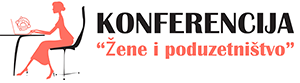 KONFERENCIJA
“Žene i poduzetništvo”